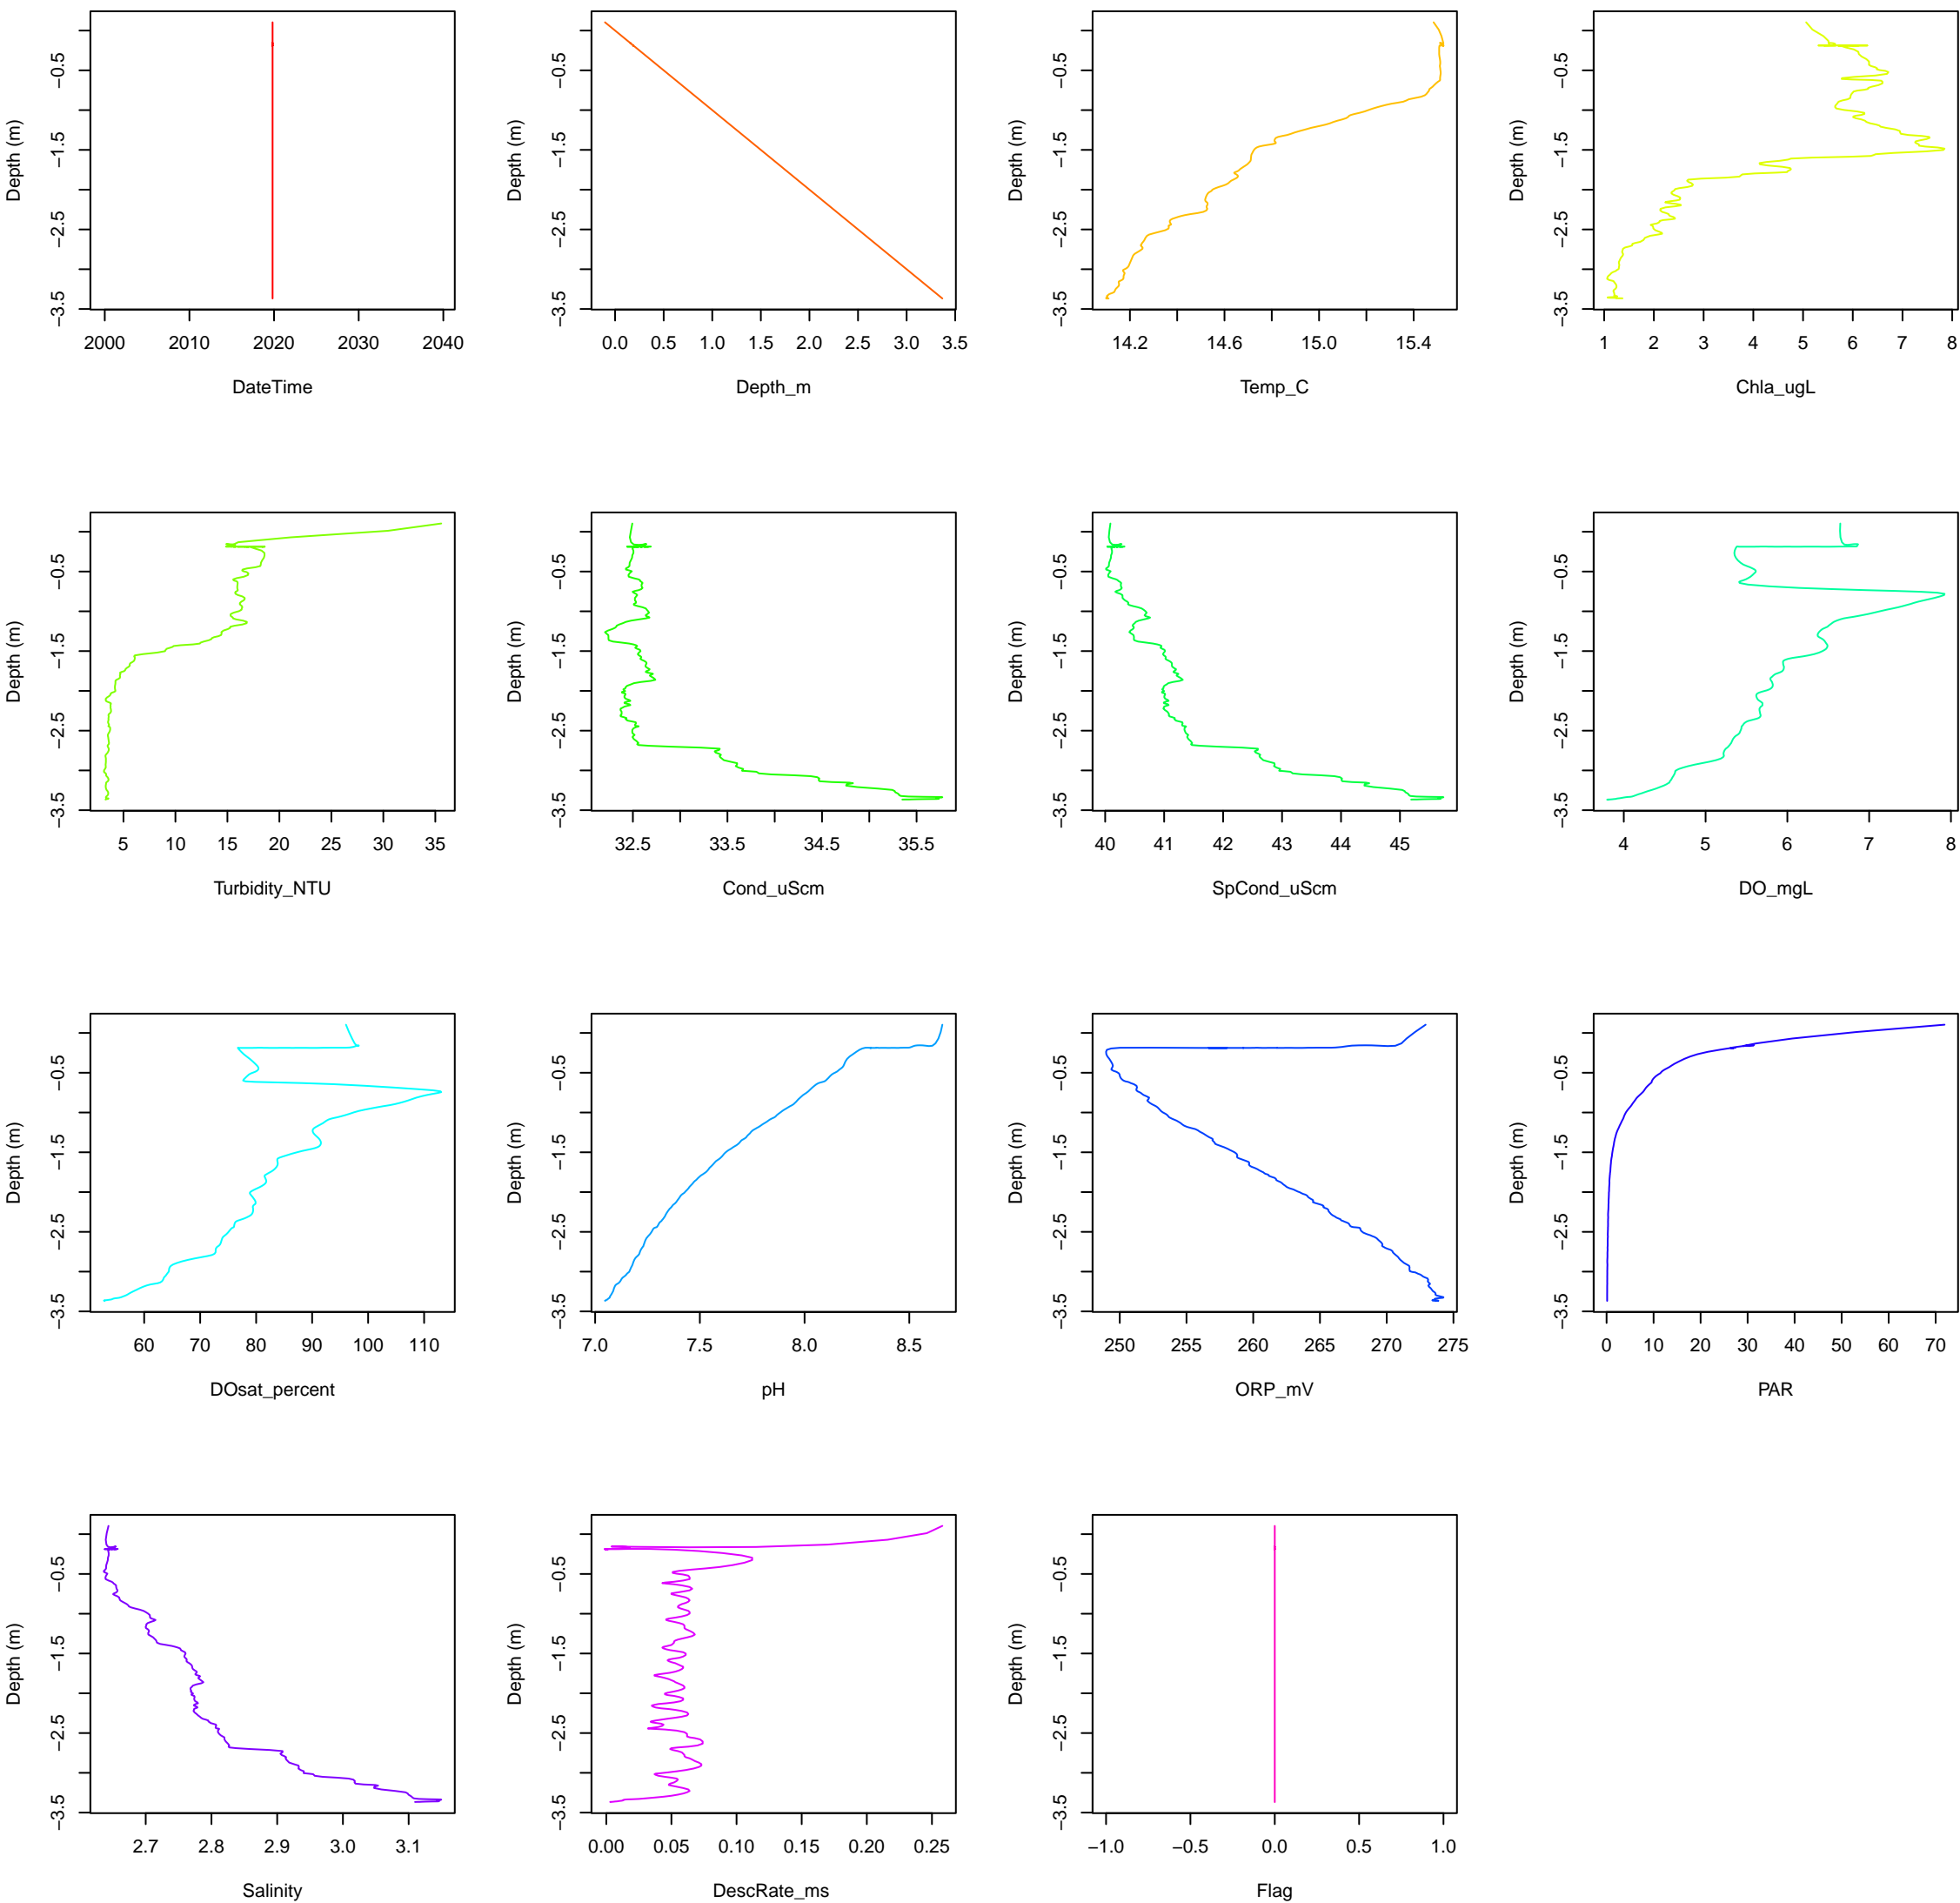 Depth (m)
−3.5 −2.5 −1.5 −0.5
2000 2010 2020 2030 2040
DateTime
Depth (m)
−3.5 −2.5 −1.5 −0.5
0.0 0.5 1.0 1.5 2.0 2.5 3.0 3.5
Depth_m
Depth (m)
−3.5 −2.5 −1.5 −0.5
14.2 14.6 15.0 15.4
Temp_C
Depth (m)
−3.5 −2.5 −1.5 −0.5
1 2 3 4 5 6 7 8
Chla_ugL
Depth (m)
−3.5 −2.5 −1.5 −0.5
5 10 15 20 25 30 35
Turbidity_NTU
Depth (m)
−3.5 −2.5 −1.5 −0.5
32.5 33.5 34.5 35.5
Cond_uScm
Depth (m)
−3.5 −2.5 −1.5 −0.5
40 41 42 43 44 45
SpCond_uScm
Depth (m)
−3.5 −2.5 −1.5 −0.5
4 5 6 7 8
DO_mgL
Depth (m)
−3.5 −2.5 −1.5 −0.5
60 70 80 90 100 110
DOsat_percent
Depth (m)
−3.5 −2.5 −1.5 −0.5
7.0 7.5 8.0 8.5
pH
Depth (m)
−3.5 −2.5 −1.5 −0.5
250 255 260 265 270 275
ORP_mV
Depth (m)
−3.5 −2.5 −1.5 −0.5
0 10 20 30 40 50 60 70
PAR
Depth (m)
−3.5 −2.5 −1.5 −0.5
2.7 2.8 2.9 3.0 3.1
Salinity
Depth (m)
−3.5 −2.5 −1.5 −0.5
0.00 0.05 0.10 0.15 0.20 0.25
DescRate_ms
Depth (m)
−3.5 −2.5 −1.5 −0.5
−1.0 −0.5 0.0 0.5 1.0
Flag